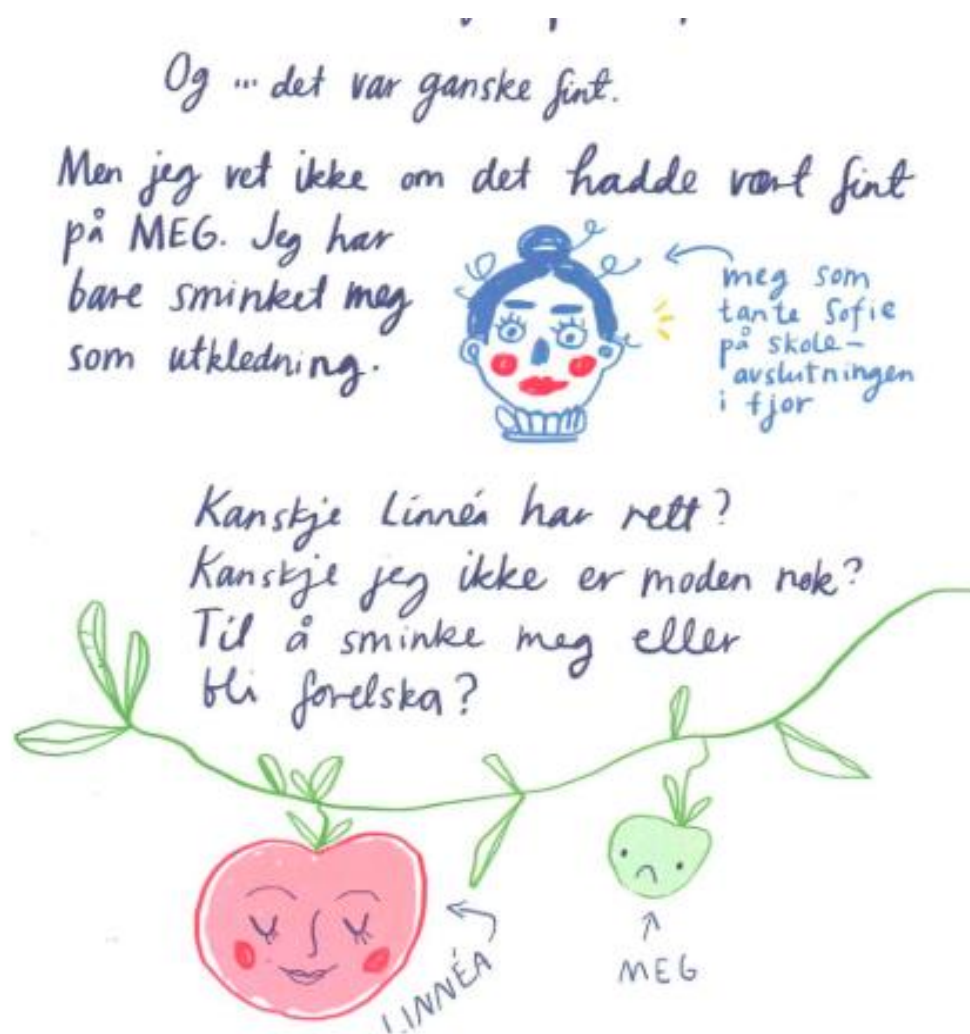 Og ... det var ganske fint.
Men jeg vet ikke om det hadde vært fint
på MEG. Jeg har
bare sminket meg
som utkledning.
meg som
tante Sofie
på skole-
avslutningen
i fjor
Kanskje Linnéa har rett?
Kanskje jeg ikke er moden nok?
Til å sminke meg eller
bli forelska?
LINNÉA
MEG